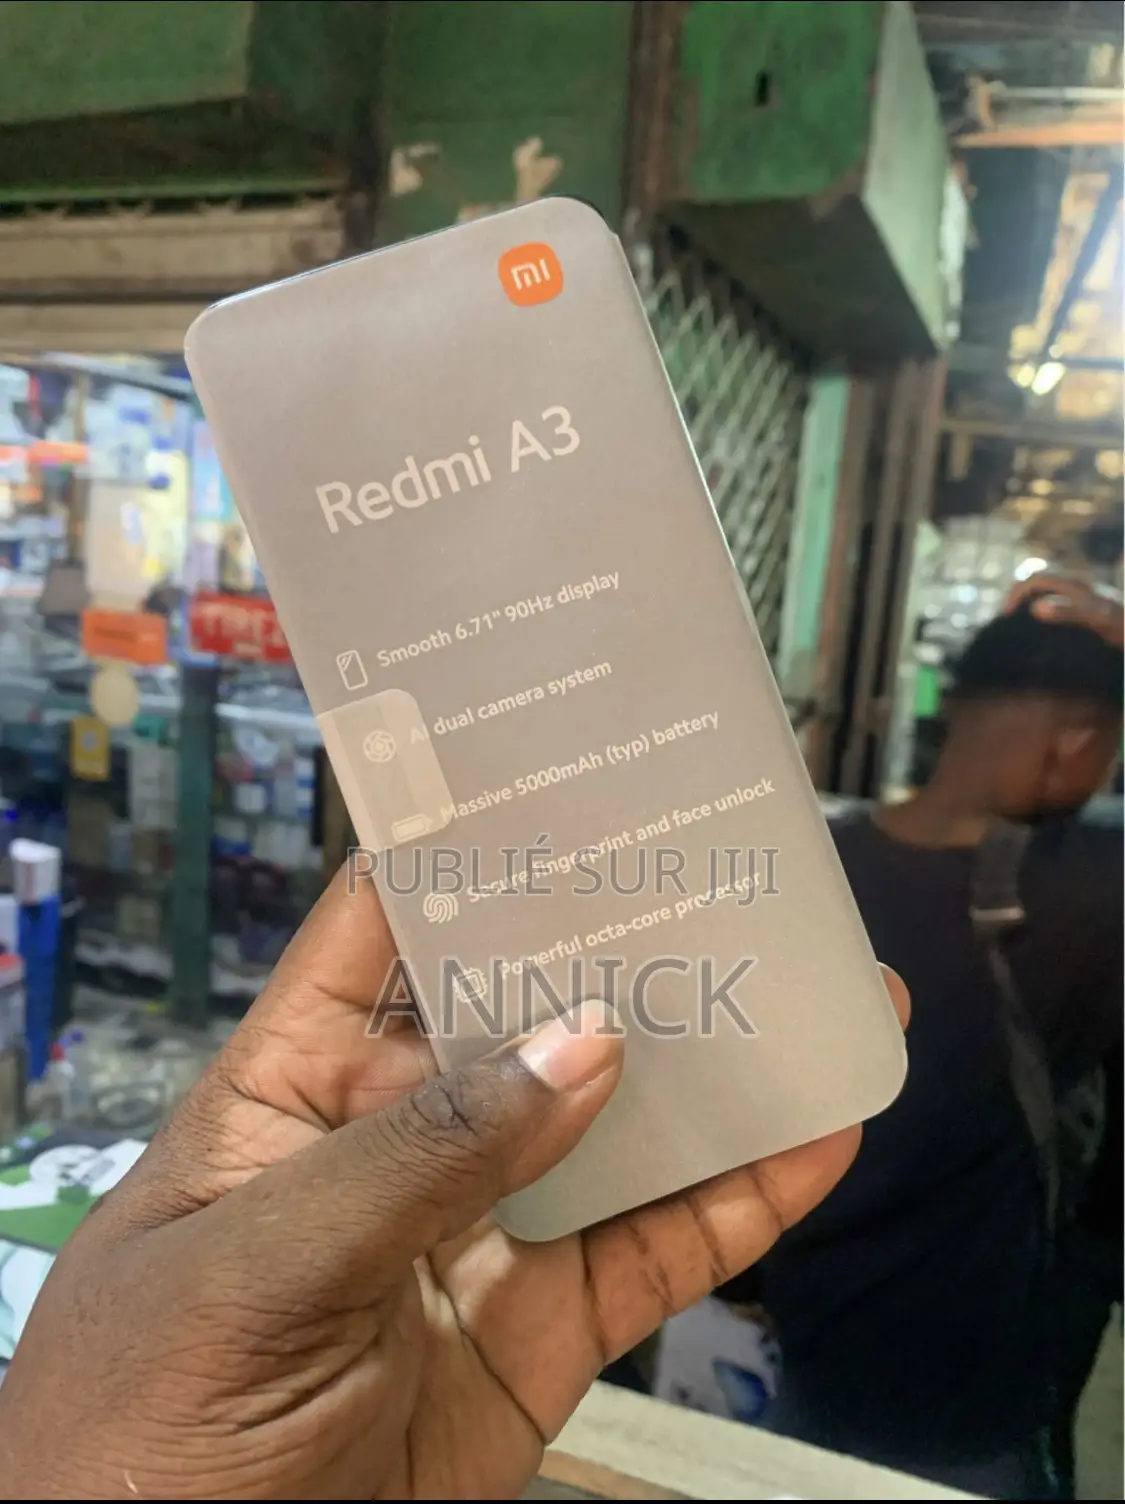 mi
Redmi A3
Smooth 6.71" 90Hz display
AI dual camera system
Massive 5000mAh (typ) battery
Secure fingerprint and face unlock
Powerful octa-core processor
PUBLIÉ SUR JIJI
ANNICK